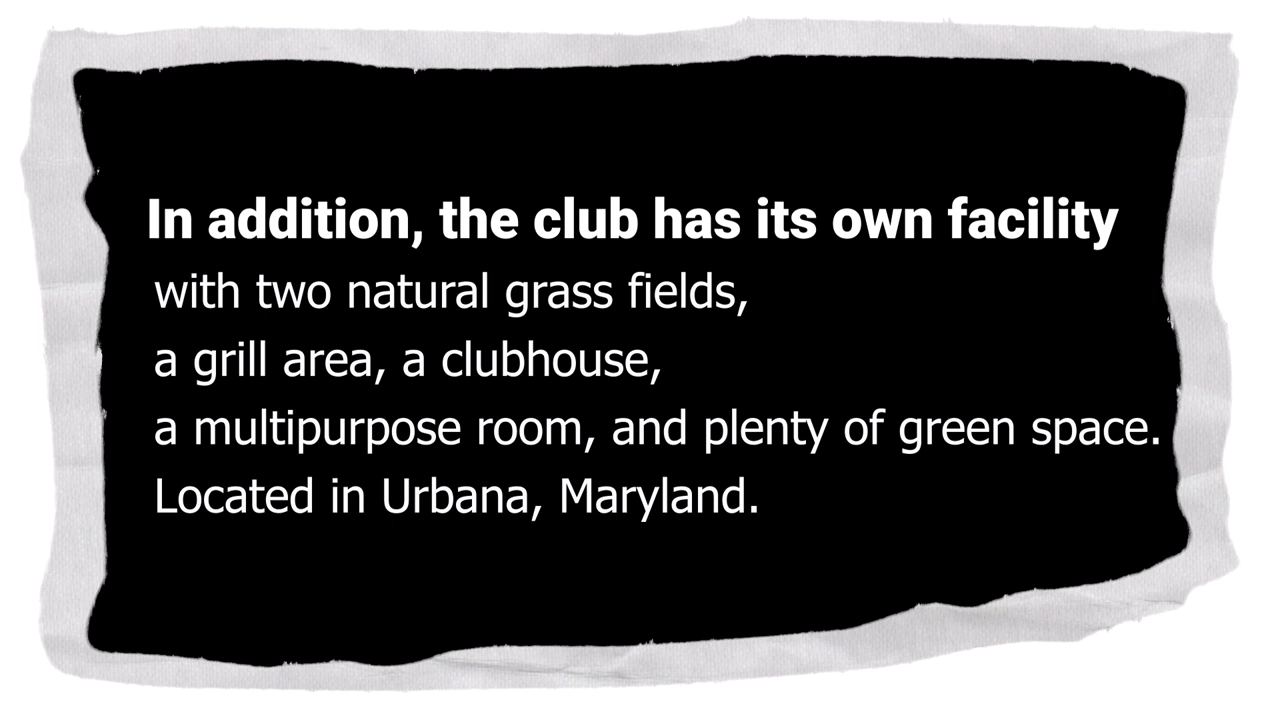 In addition, the club has its own facility
with two natural grass fields,
a grill area, a clubhouse,
a multipurpose room, and plenty of green space.
Located in Urbana, Maryland.